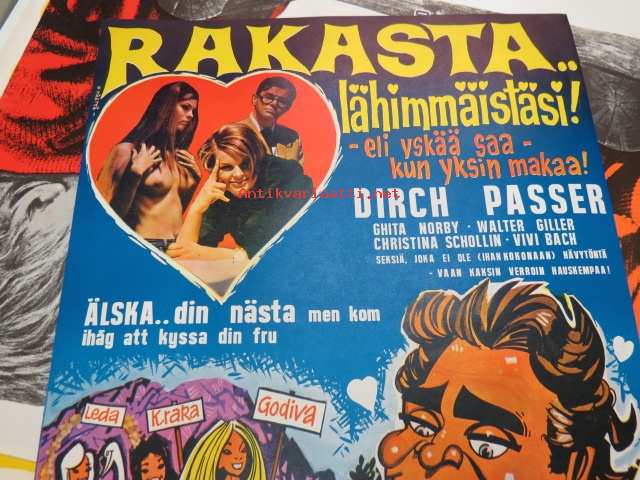 RAKASTA..
lähimmäistäsi!
- eli yskää saa -
kun yksin makaa!
Antikvariaatti.net
DIRCH PASSER
GHITA NORBY · WALTER GILLER
CHRISTINA SCHOLLIN · VIVI BACH
SEKSIÄ, JOKA EI OLE (IHAN KOKONAAN) HÄVYTÖNTÄ
- VAAN KAKSIN VERROIN HAUSKEMPAA!
ÄLSKA.. din nästa men kom
ihåg att kyssa din fru
Leda
K.rara
Godiva